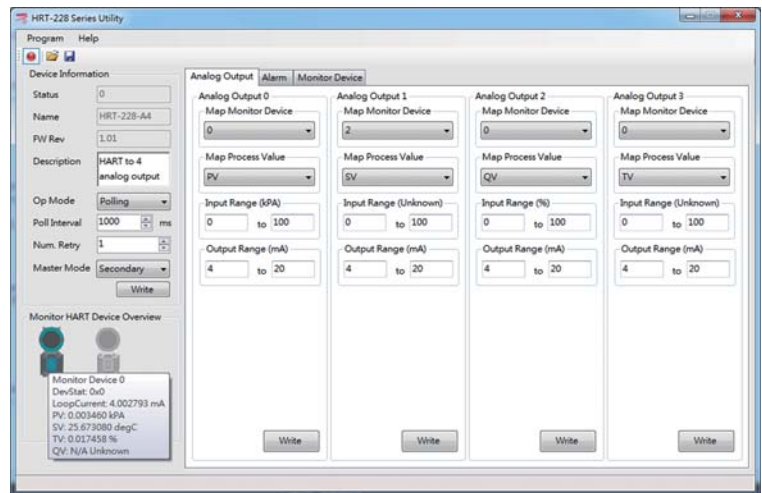 HRT-228 Series Utility
Program Help
Device Information
Status 0
Name HRT-228-A4
FW Rev 1.01
Description HART to 4
analog output
Op Mode Polling
Poll Interval 1000 ms
Num. Retry 1
Master Mode Secondary
Write
Monitor HART Device Overview
Monitor Device 0
DevStat: 0x0
LoopCurrent: 4.002793 mA
PV: 0.003460 kPA
SV: 25.673080 degC
TV: 0.017458 %
QV: N/A Unknown
Analog Output Alarm Monitor Device
Analog Output 0
Map Monitor Device
0
Map Process Value
PV
Input Range (kPA)
0 to 100
Output Range (mA)
4 to 20
Write
Analog Output 1
Map Monitor Device
2
Map Process Value
SV
Input Range (Unknown)
0 to 100
Output Range (mA)
4 to 20
Write
Analog Output 2
Map Monitor Device
0
Map Process Value
QV
Input Range (%)
0 to 100
Output Range (mA)
4 to 20
Write
Analog Output 3
Map Monitor Device
0
Map Process Value
TV
Input Range (Unknown)
0 to 100
Output Range (mA)
4 to 20
Write